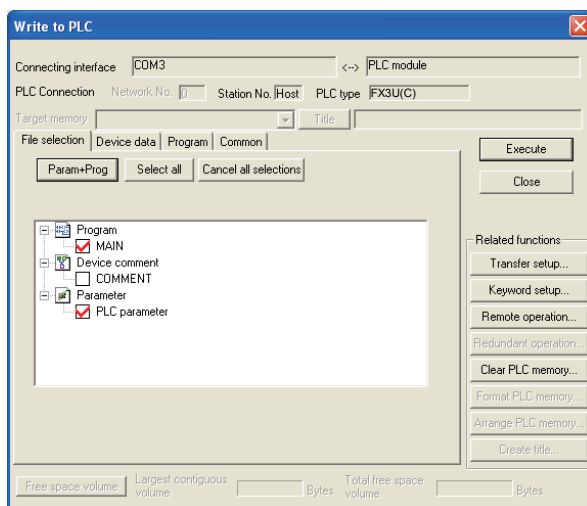 Write to PLC
Connecting interface COM3 <--> PLC module
PLC Connection Network No. 0 Station No. Host PLC type FX3U(C)
Target memory Title
File selection Device data Program Common
Execute
Param+Prog Select all Cancel all selections
Close
Program
MAIN
Device comment
COMMENT
Parameter
PLC parameter
Related functions
Transfer setup...
Keyword setup...
Remote operation...
Redundant operation...
Clear PLC memory...
Format PLC memory...
Arrange PLC memory...
Create title...
Free space volume Largest contiguous volume Bytes Total free space volume Bytes